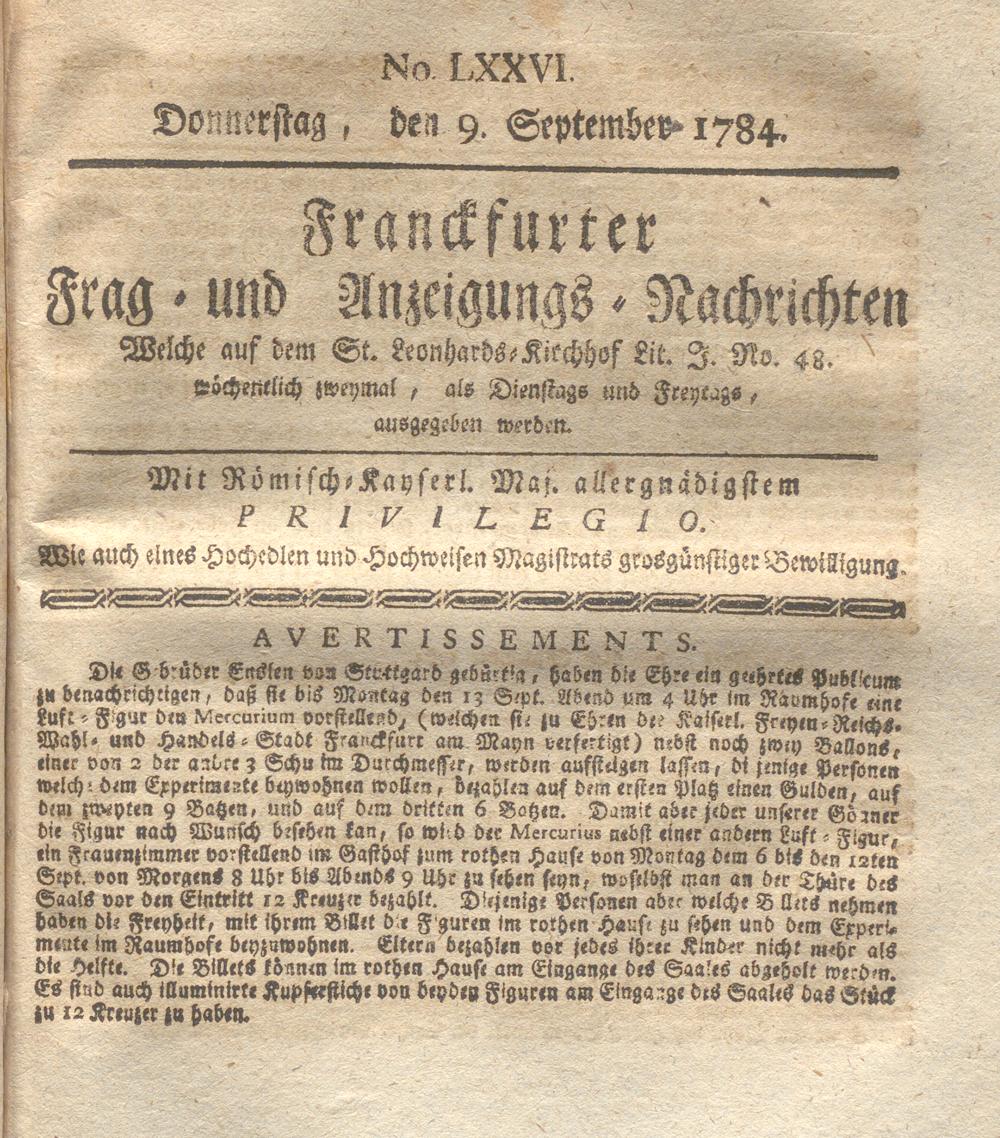 No. LXXVI.
Donnerstag, den 9. September 1784.
Franckfurter
Frag- und Anzeigungs-Nachrichten
Welche auf dem St. Leonhards-Kirchhof Lit. J. No. 48.
wöchentlich zweymal, als Dienstags und Freytags,
ausgegeben werden.
Mit Römisch-Kayserl. Maj. allergnädigstem
PRIVILEGIO.
Wie auch eines Hochedlen und Hochweisen Magistrats grosgünstiger Bewilligung.
AVERTISSEMENTS.
Die Gebrüder Enslen von Stuttgard gebürtig, haben die Ehre ein geehrtes Publicum
zu benachrichtigen, daß sie bis Montag den 13 Sept. Abend um 4 Uhr im Raumhofe eine
Luft-Figur den Mercurium vorstellend, (welchen sie zu Ehren der Kaiserl. Freyen-Reichs-
Wahl- und Handels-Stadt Franckfurt am Mayn verfertigt) nebst noch zwey Ballons,
einer von 2 der andre 3 Schu im Durchmesser, werden aufsteigen lassen, diejenige Personen
welche dem Experimente beywohnen wollen, bezahlen auf dem ersten Platz einen Gulden, auf
dem zweyten 9 Batzen, und auf dem dritten 6 Batzen. Damit aber jeder unserer Gönner
die Figur nach Wunsch besehen kan, so wird der Mercurius nebst einer andern Luft-Figur,
ein Frauenzimmer vorstellend im Gasthof zum rothen Hause von Montag dem 6 bis den 12ten
Sept. von Morgens 8 Uhr bis Abends 9 Uhr zu sehen seyn, woselbst man an der Thüre des
Saals vor den Eintritt 12 Kreuzer bezahlt. Diejenige Personen aber welche Billets nehmen
haben die Freyheit, mit ihrem Billet die Figuren im rothen Hause zu sehen und dem Experi-
mente im Raumhofe beyzuwohnen. Eltern bezahlen vor jedes ihrer Kinder nicht mehr als
die Helfte. Die Billets können im rothen Hause am Eingange des Saales abgeholt werden.
Es sind auch illuminirte Kupferstiche von beyden Figuren am Eingange des Saales das Stück
zu 12 Kreuzer zu haben.